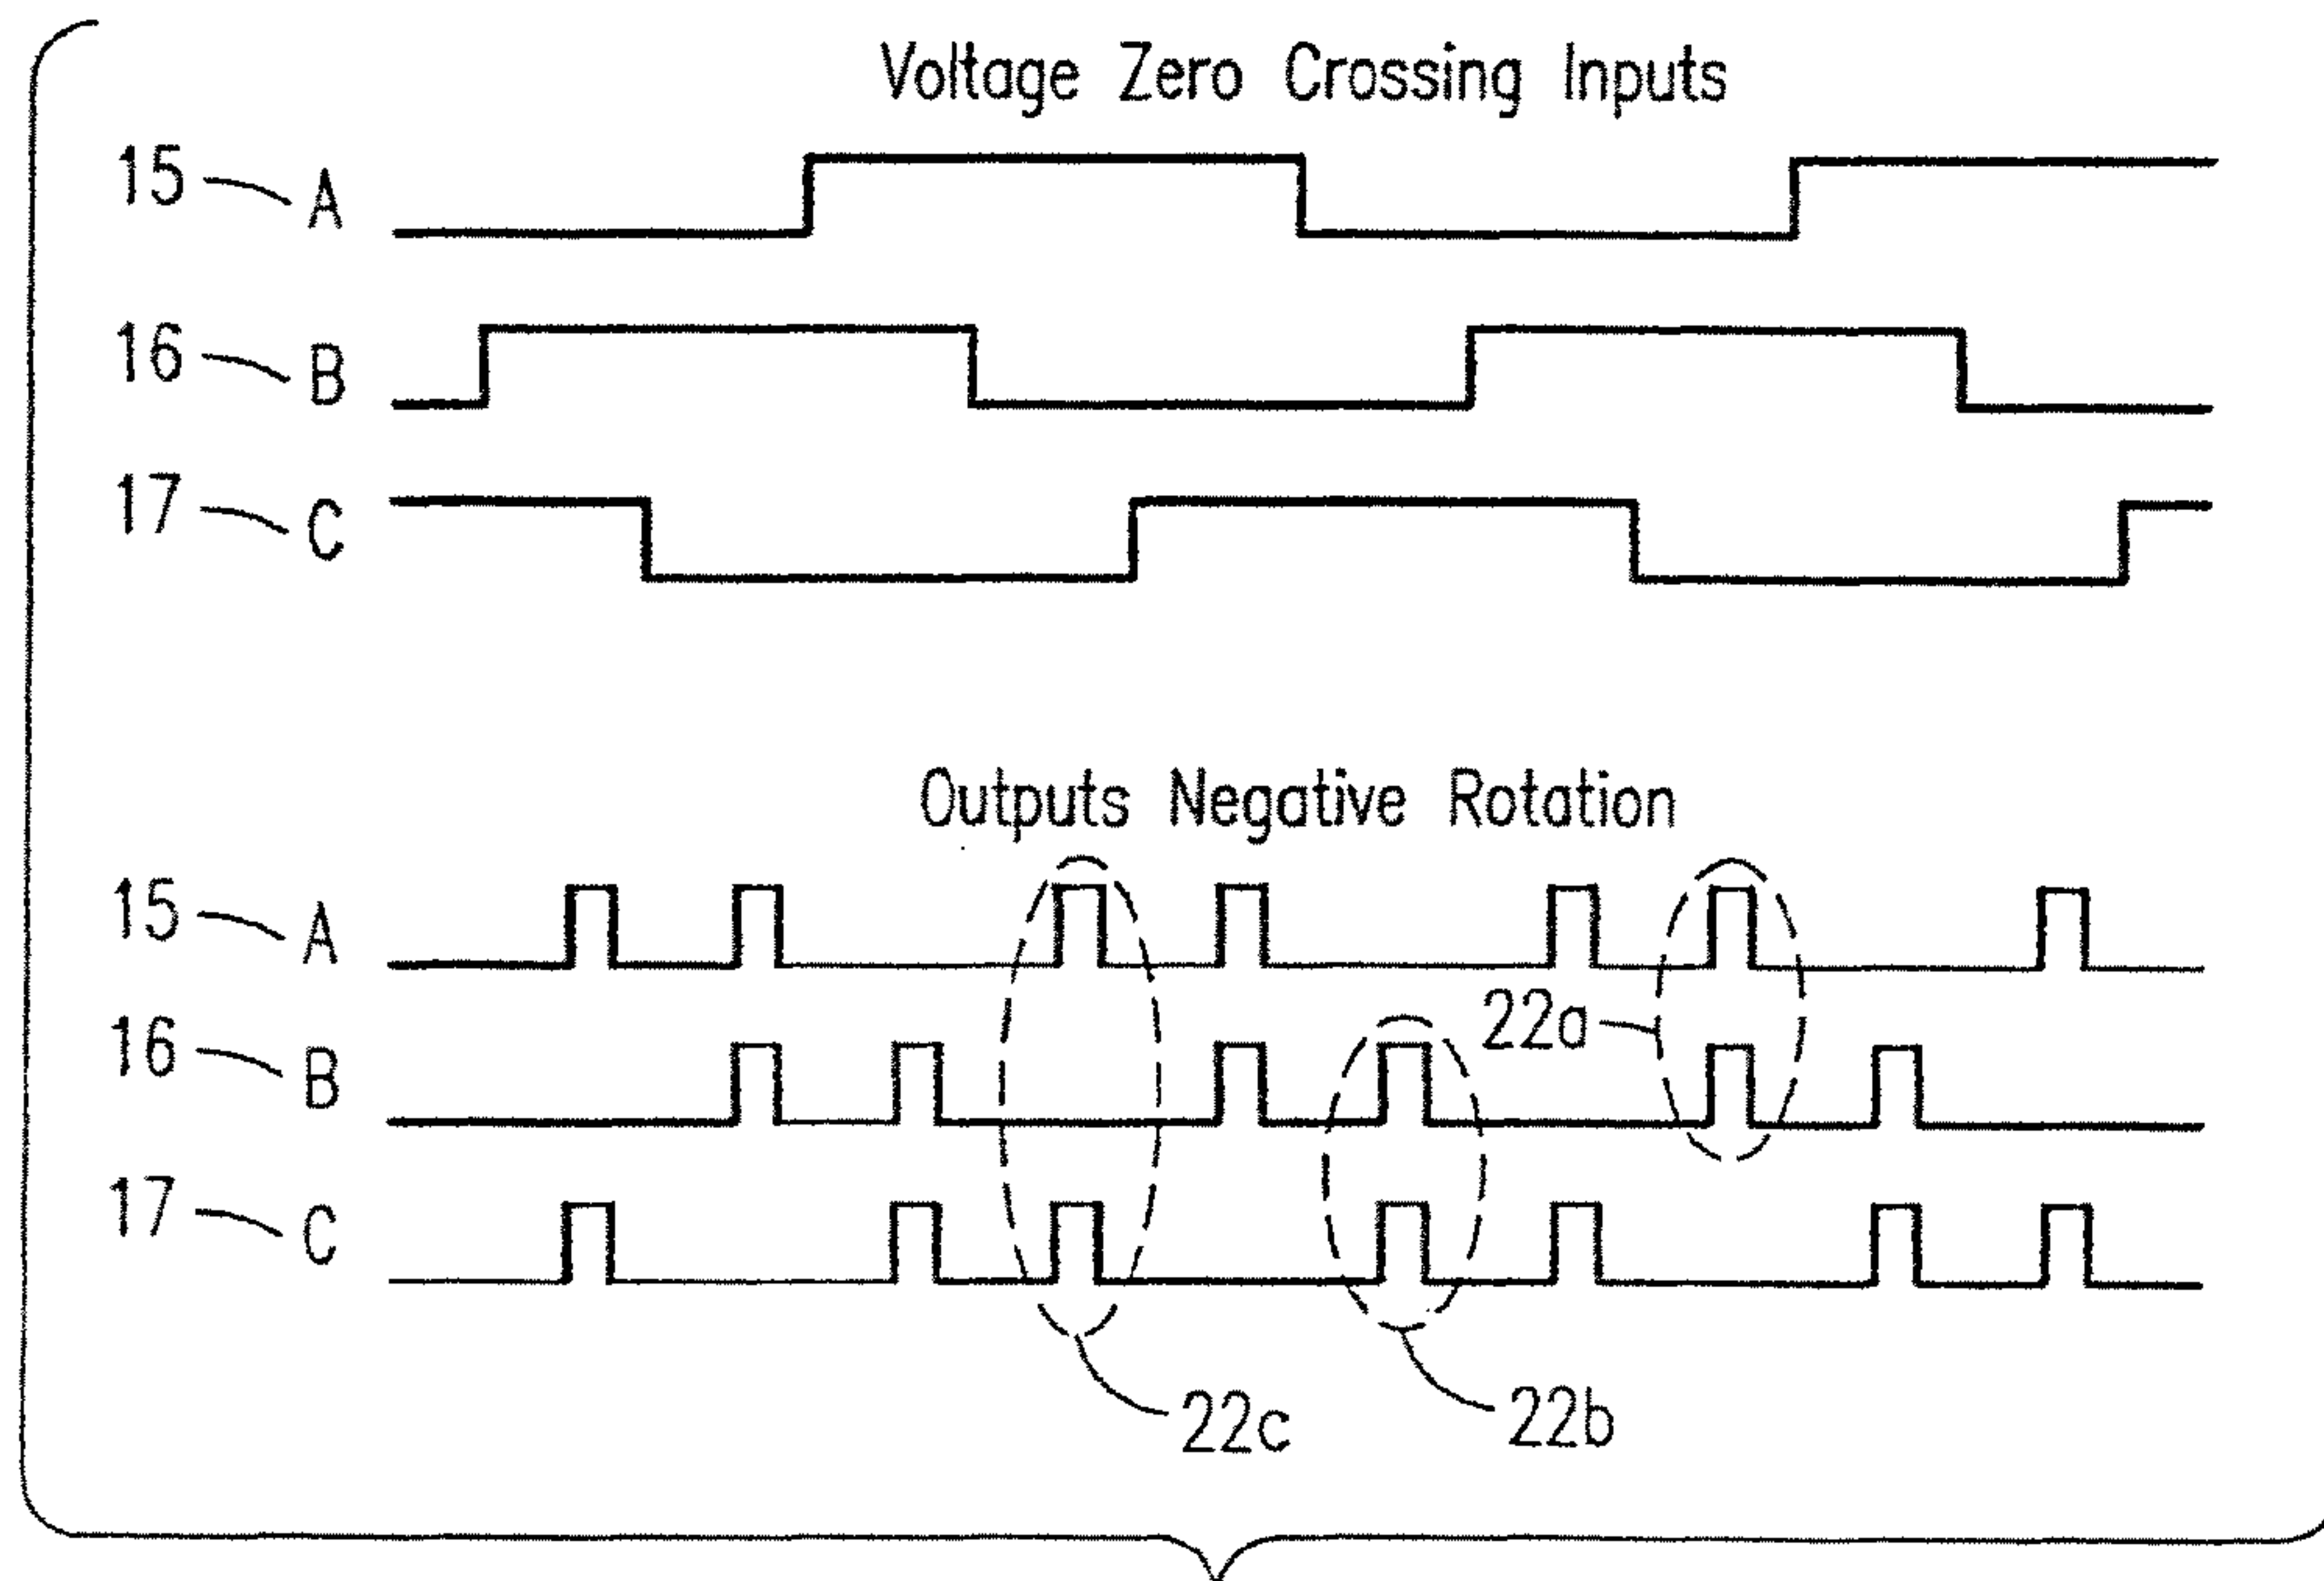 Voltage Zero Crossing Inputs
15 A
16 B
17 C
Outputs Negative Rotation
15 A
22a
16 B
17 C
22c
22b